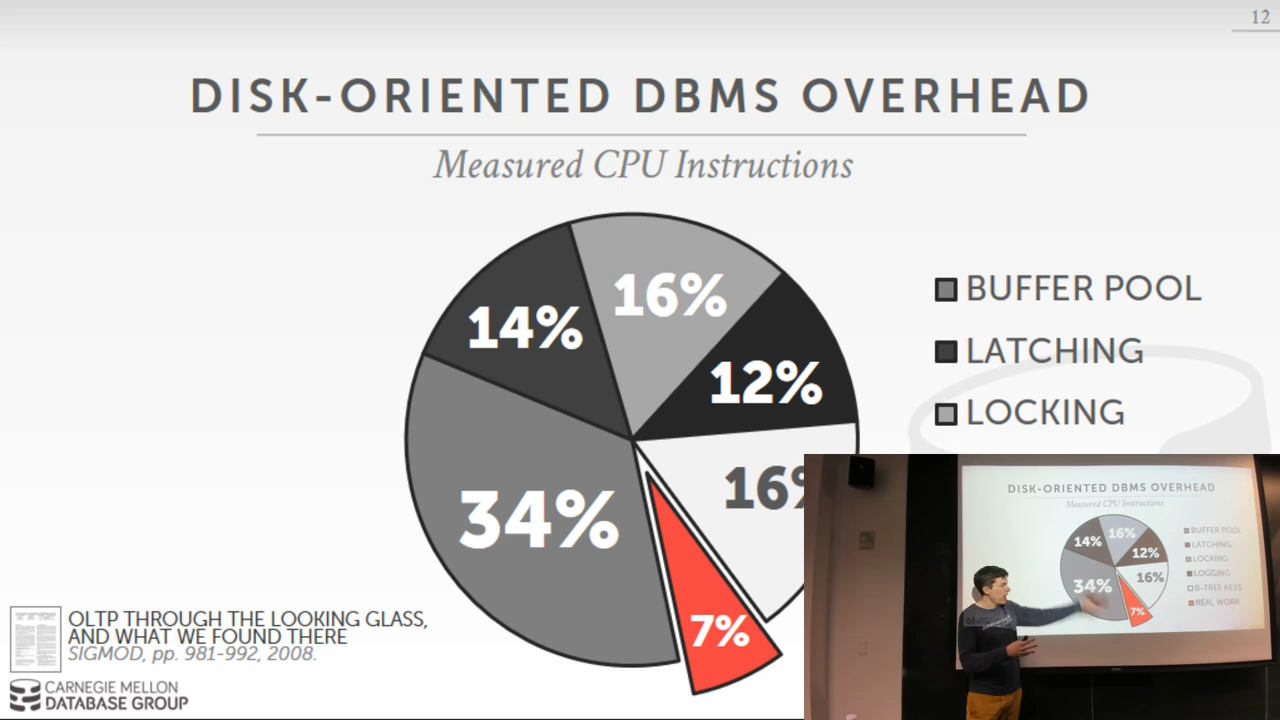 12
DISK-ORIENTED DBMS OVERHEAD
Measured CPU Instructions
16%
14%
12%
34%
16%
7%
BUFFER POOL
LATCHING
LOCKING
OLTP THROUGH THE LOOKING GLASS,
AND WHAT WE FOUND THERE
SIGMOD, pp. 981-992, 2008.
CARNEGIE MELLON
DATABASE GROUP
DISK-ORIENTED DBMS OVERHEAD
Measured CPU Instructions
16%
14%
12%
34%
16%
7%
BUFFER POOL
LATCHING
LOCKING
LOGGING
B-TREE KEYS
REAL WORK